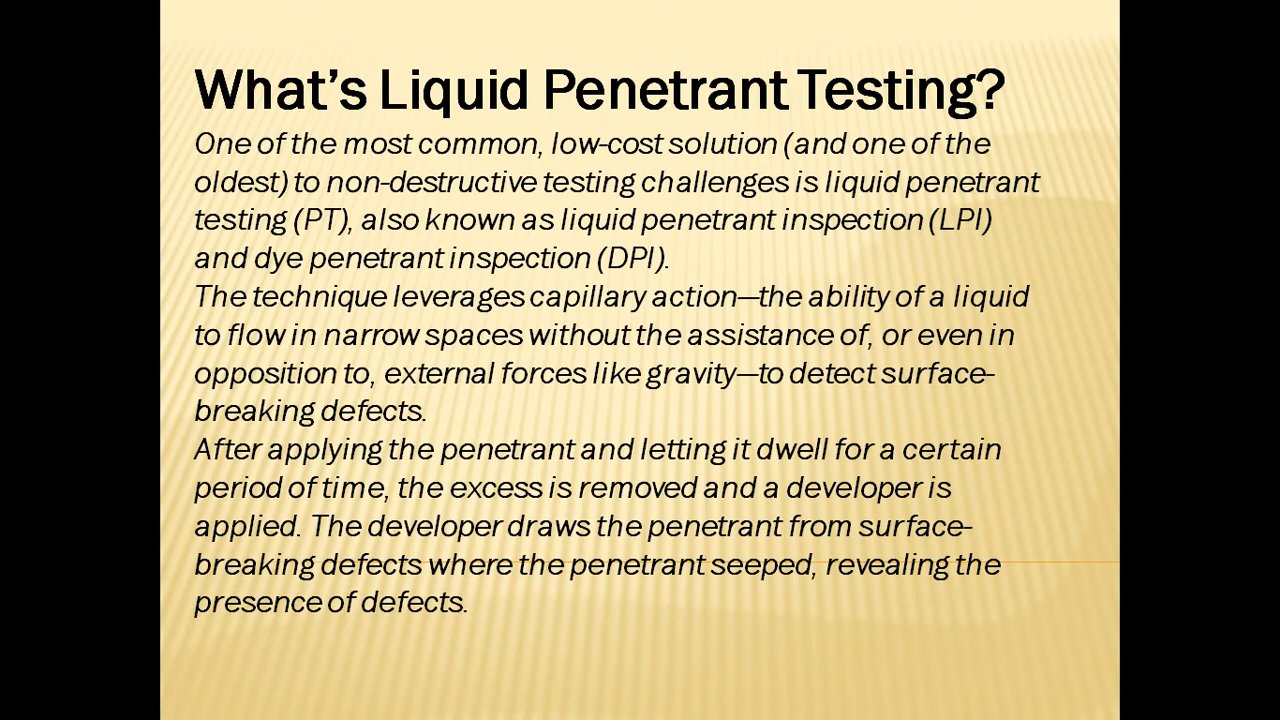 What’s Liquid Penetrant Testing?
One of the most common, low-cost solution (and one of the
oldest) to non-destructive testing challenges is liquid penetrant
testing (PT), also known as liquid penetrant inspection (LPI)
and dye penetrant inspection (DPI).
The technique leverages capillary action—the ability of a liquid
to flow in narrow spaces without the assistance of, or even in
opposition to, external forces like gravity—to detect surface-
breaking defects.
After applying the penetrant and letting it dwell for a certain
period of time, the excess is removed and a developer is
applied. The developer draws the penetrant from surface-
breaking defects where the penetrant seeped, revealing the
presence of defects.